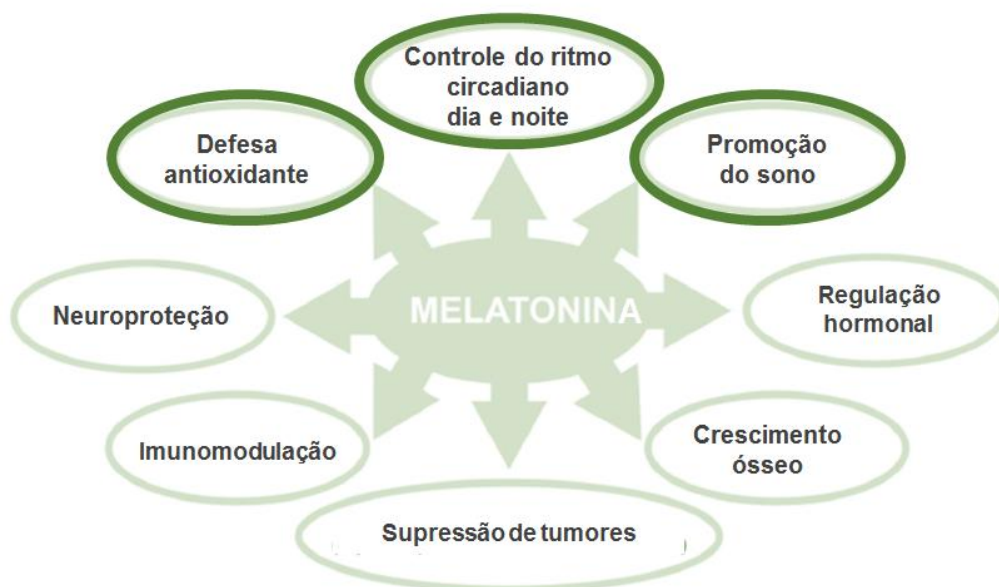 Controle do ritmo
circadiano
dia e noite
Defesa
antioxidante
Promoção
do sono
Neuroproteção
MELATONINA
Regulação
hormonal
Imunomodulação
Crescimento
ósseo
Supressão de tumores